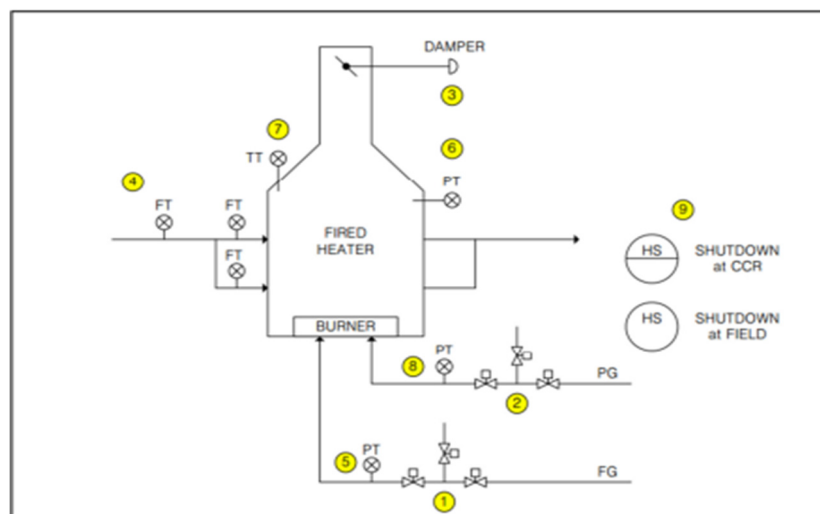 DAMPER
3
7
TT
6
PT
4
FT
FT
FT
9
FIRED
HEATER
HS
SHUTDOWN
at CCR
HS
SHUTDOWN
at FIELD
BURNER
8
PT
PG
2
5
PT
FG
1